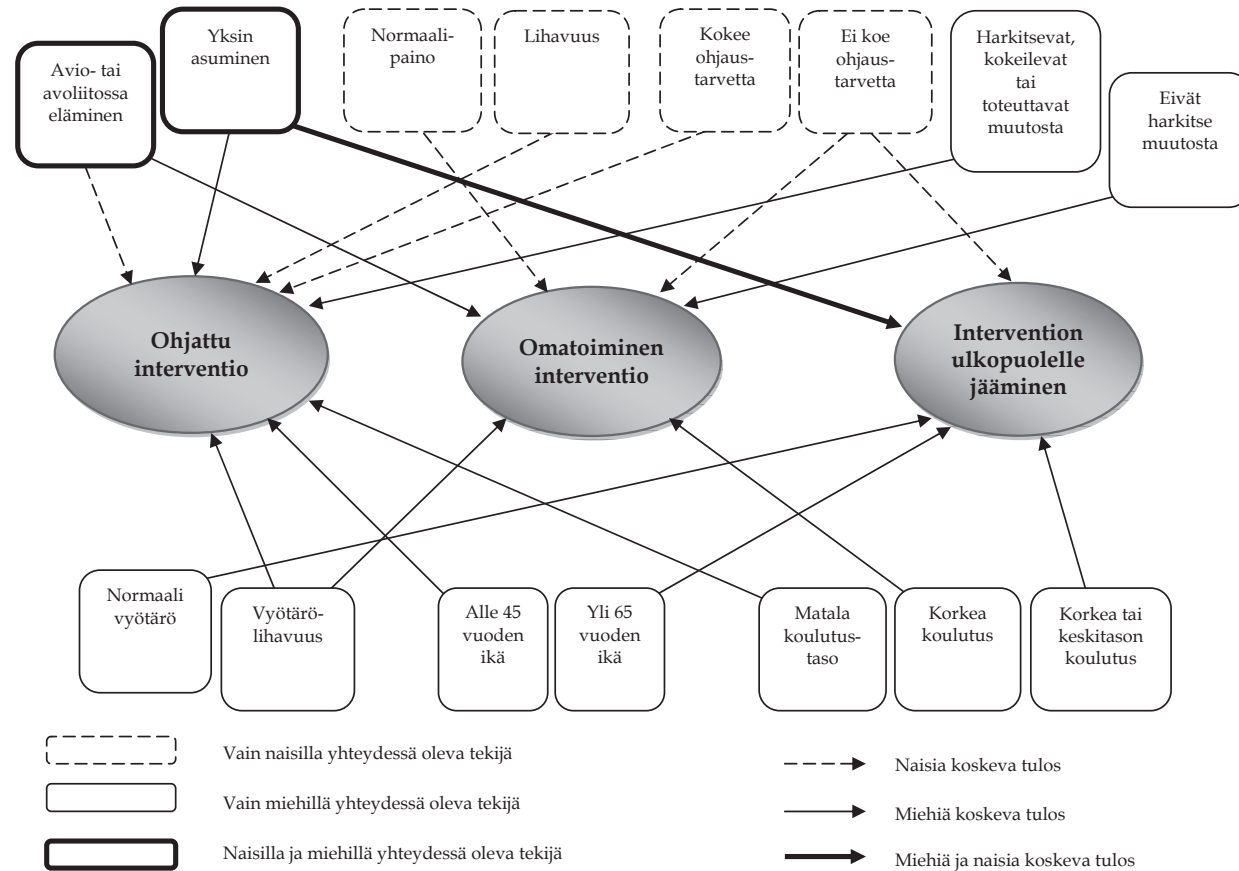 Avio- tai
avoliitossa
eläminen
Yksin
asuminen
Normaali-
paino
Lihavuus
Kokee
ohjaus-
tarvetta
Ei koe
ohjaus-
tarvetta
Harkitsevat,
kokeilevat
tai
toteuttavat
muutosta
Eivät
harkitse
muutosta
Ohjattu
interventio
Omatoiminen
interventio
Intervention
ulkopuolelle
jääminen
Normaali
vyötärö
Vyötärö-
lihavuus
Alle 45
vuoden
ikä
Yli 65
vuoden
ikä
Matala
koulutus-
taso
Korkea
koulutus
Korkea tai
keskitason
koulutus
Vain naisilla yhteydessä oleva tekijä
Vain miehillä yhteydessä oleva tekijä
Naisilla ja miehillä yhteydessä oleva tekijä
Naisia koskeva tulos
Miehiä koskeva tulos
Miehiä ja naisia koskeva tulos